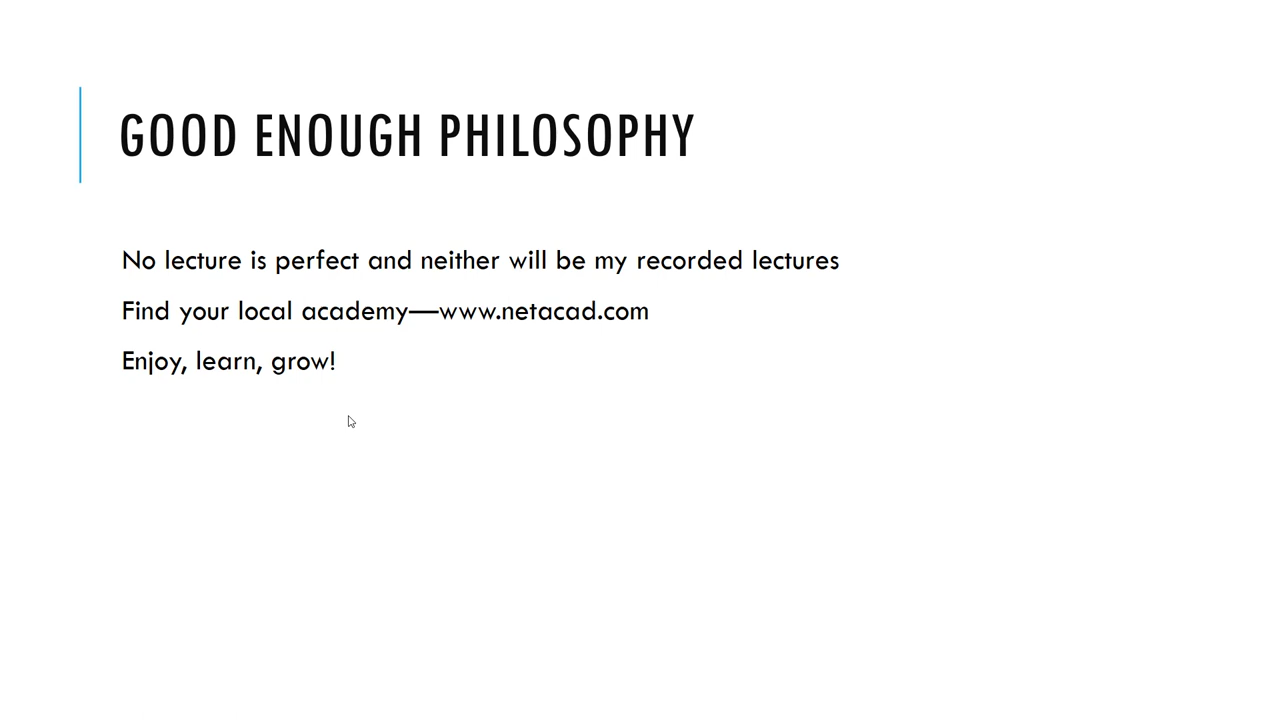 GOOD ENOUGH PHILOSOPHY
No lecture is perfect and neither will be my recorded lectures
Find your local academy—www.netacad.com
Enjoy, learn, grow!